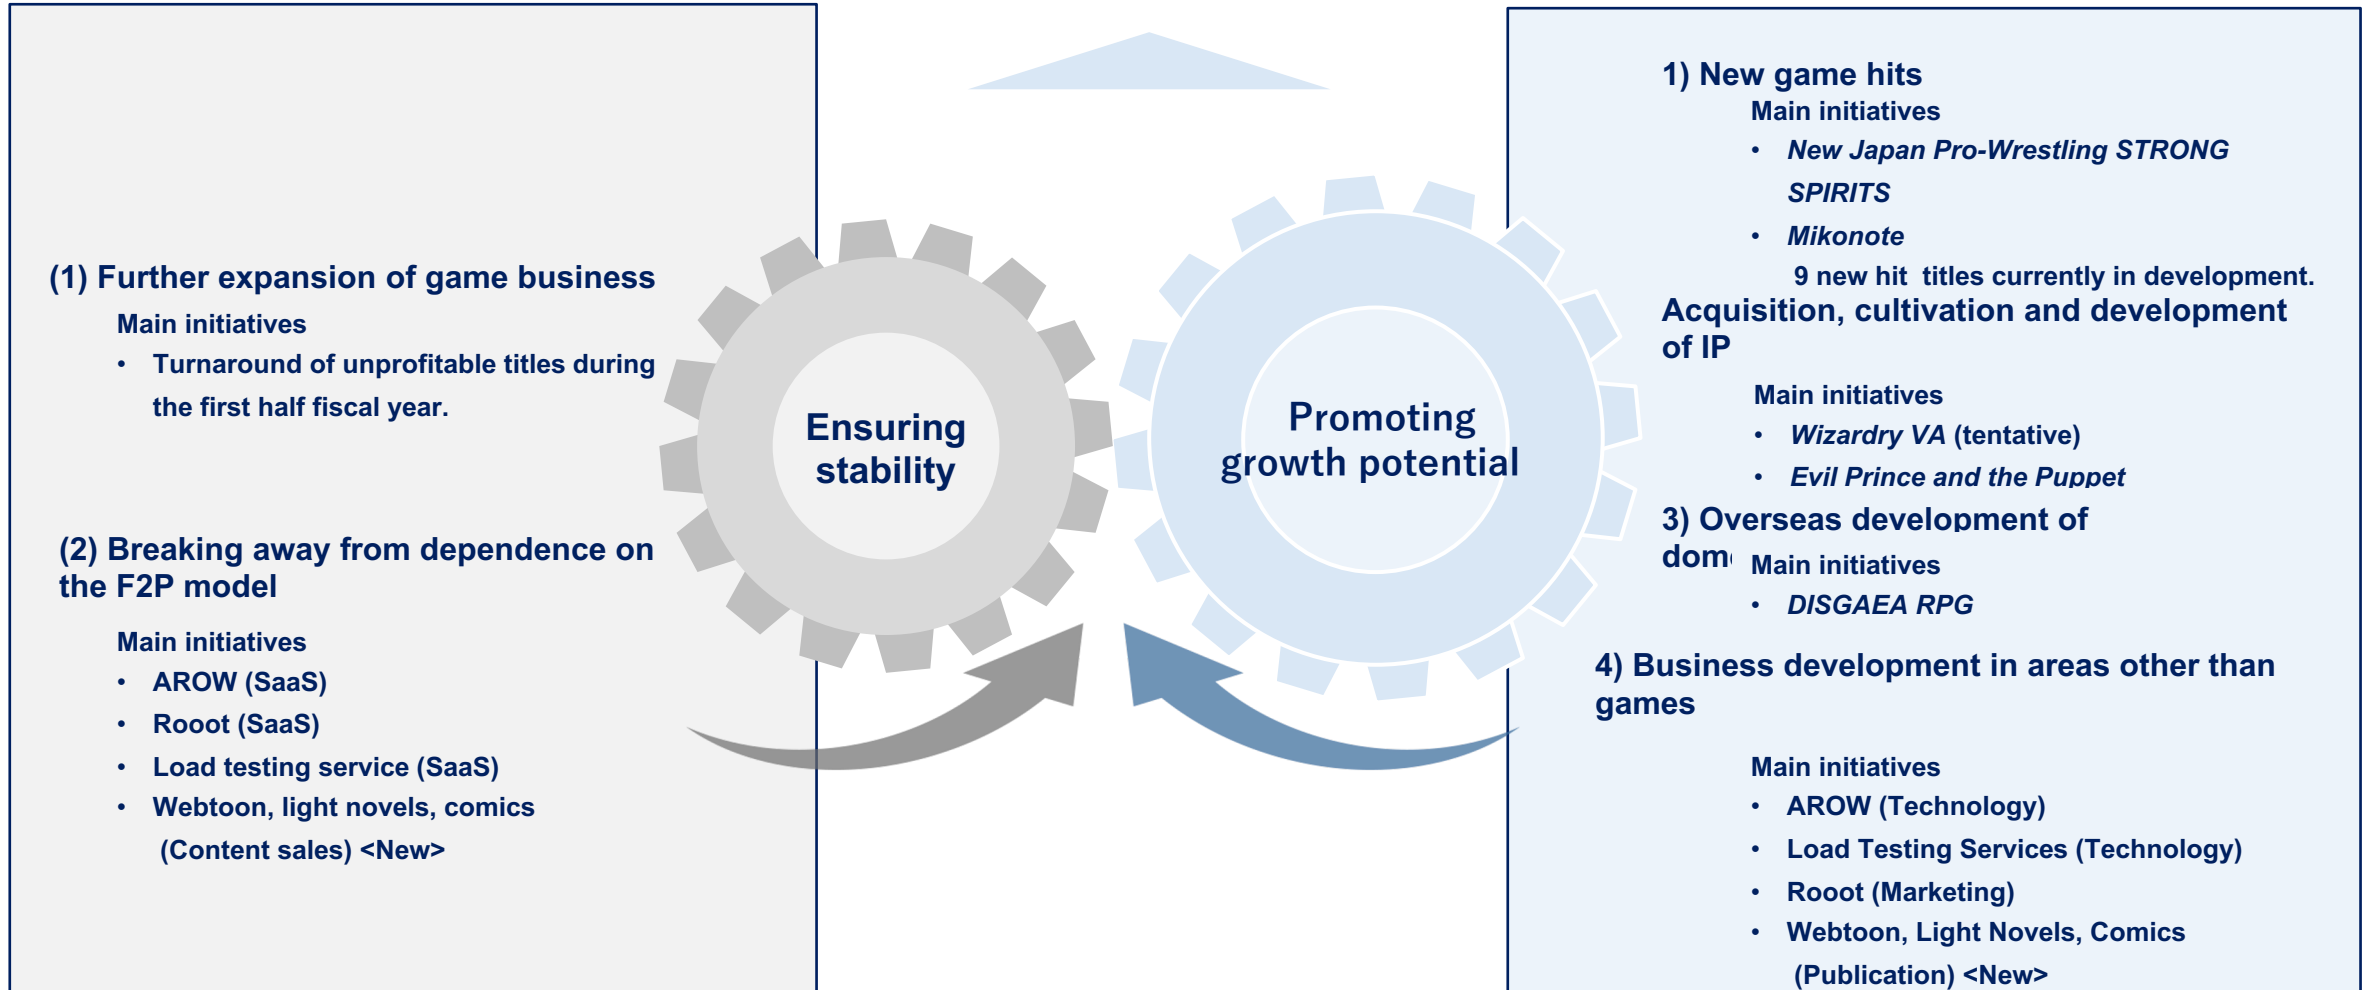 (1) Further expansion of game business
Main initiatives
• Turnaround of unprofitable titles during
the first half fiscal year.
(2) Breaking away from dependence on
the F2P model
Main initiatives
• AROW (SaaS)
• Rooot (SaaS)
• Load testing service (SaaS)
• Webtoon, light novels, comics
(Content sales) <New>
Ensuring
stability
Promoting
growth potential
1) New game hits
Main initiatives
• New Japan Pro-Wrestling STRONG
SPIRITS
• Mikonote
9 new hit titles currently in development.
Acquisition, cultivation and development
of IP
Main initiatives
• Wizardry VA (tentative)
• Evil Prince and the Puppet
3) Overseas development of
Main initiatives
• DISGAEA RPG
4) Business development in areas other than
games
Main initiatives
• AROW (Technology)
• Load Testing Services (Technology)
• Rooot (Marketing)
• Webtoon, Light Novels, Comics
(Publication) <New>